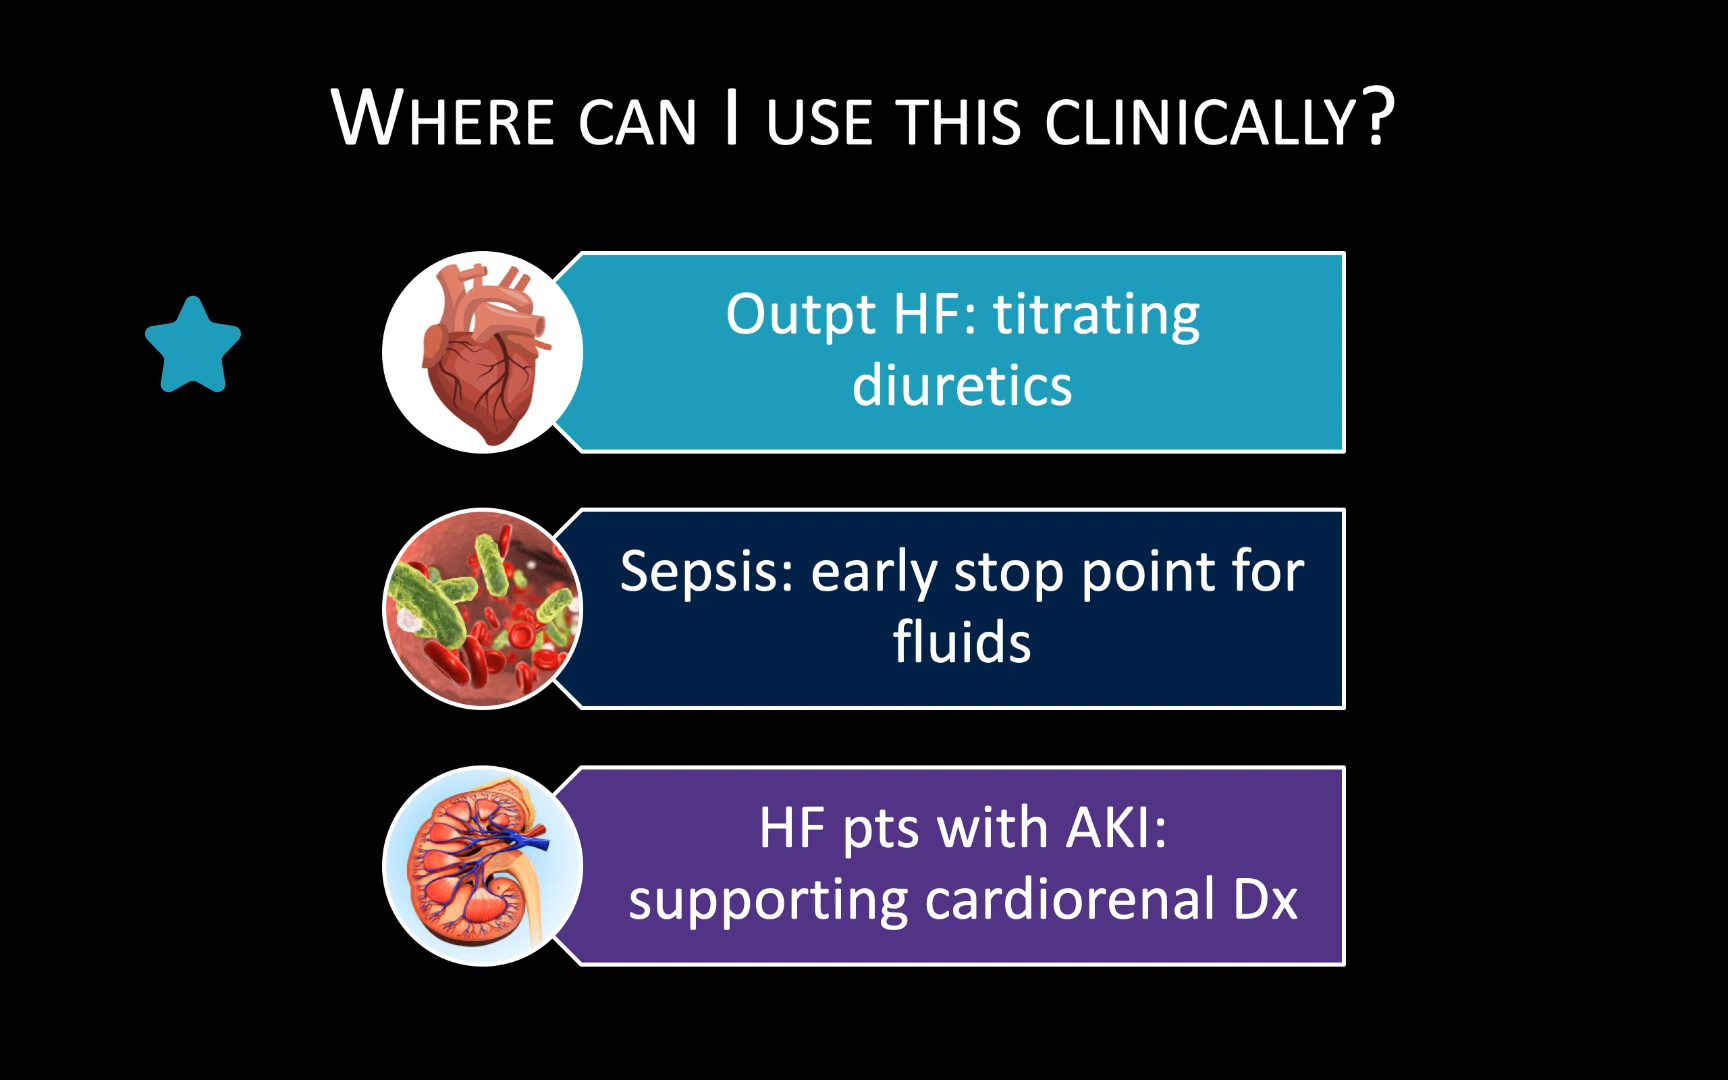 Where can I use this clinically?
Outpt HF: titrating
diuretics
Sepsis: early stop point for
fluids
HF pts with AKI:
supporting cardiorenal Dx